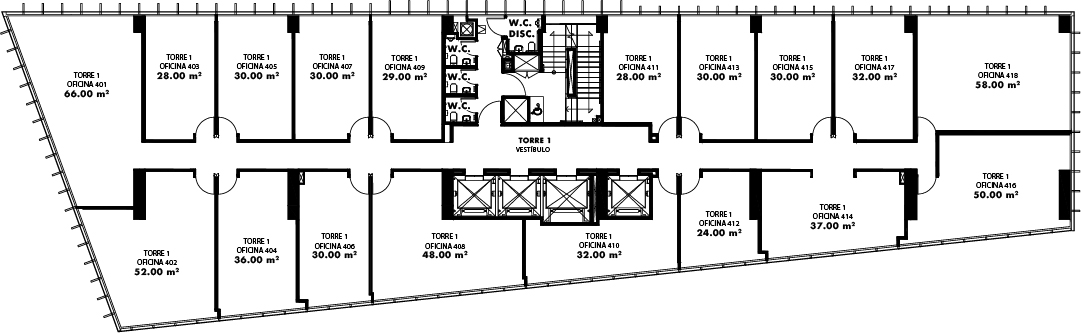 W.C.
DISC.
W.C.
W.C.
W.C.
TORRE 1
OFICINA 401
66.00 m²
TORRE 1
OFICINA 403
28.00 m²
TORRE 1
OFICINA 405
30.00 m²
TORRE 1
OFICINA 407
30.00 m²
TORRE 1
OFICINA 409
29.00 m²
TORRE 1
OFICINA 411
28.00 m²
TORRE 1
OFICINA 413
30.00 m²
TORRE 1
OFICINA 415
30.00 m²
TORRE 1
OFICINA 417
32.00 m²
TORRE 1
OFICINA 418
58.00 m²
TORRE 1
VESTÍBULO
TORRE 1
OFICINA 402
52.00 m²
TORRE 1
OFICINA 404
36.00 m²
TORRE 1
OFICINA 406
30.00 m²
TORRE 1
OFICINA 408
48.00 m²
TORRE 1
OFICINA 410
32.00 m²
TORRE 1
OFICINA 412
24.00 m²
TORRE 1
OFICINA 414
37.00 m²
TORRE 1
OFICINA 416
50.00 m²